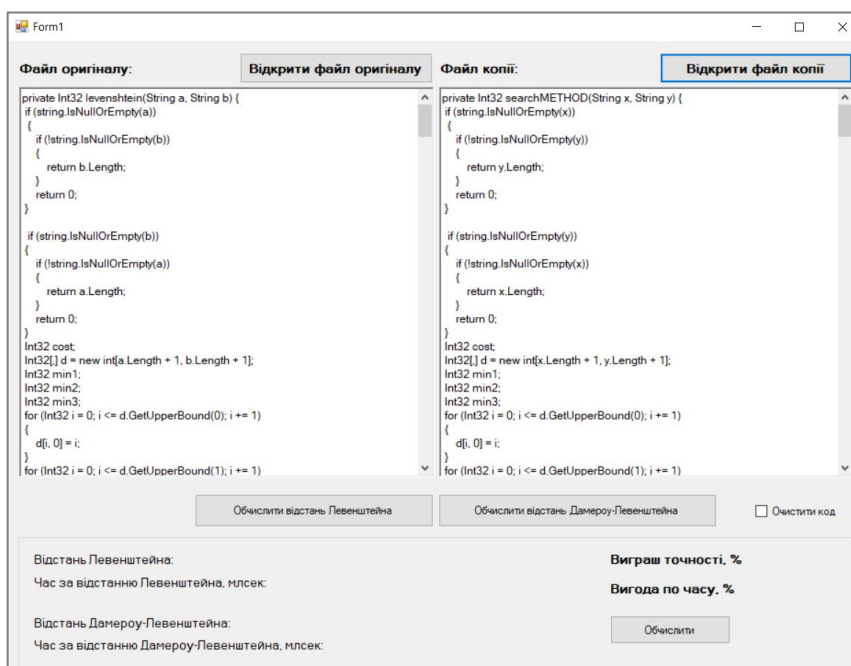 Form1
Файл оригіналу:
Відкрити файл оригіналу
Файл копії:
Відкрити файл копії
private Int32 levenshtein(String a, String b) {
if (string.IsNullOrEmpty(a))
{
if (!string.IsNullOrEmpty(b))
{
return b.Length;
}
return 0;
}
if (string.IsNullOrEmpty(b))
{
if (!string.IsNullOrEmpty(a))
{
return a.Length;
}
return 0;
}
Int32 cost;
Int32[,] d = new int[a.Length + 1, b.Length + 1];
Int32 min1;
Int32 min2;
Int32 min3;
for (Int32 i = 0; i <= d.GetUpperBound(0); i += 1)
{
d[i, 0] = i;
}
for (Int32 i = 0; i <= d.GetUpperBound(1); i += 1)
private Int32 searchMETHOD(String x, String y) {
if (string.IsNullOrEmpty(x))
{
if (!string.IsNullOrEmpty(y))
{
return y.Length;
}
return 0;
}
if (string.IsNullOrEmpty(y))
{
if (!string.IsNullOrEmpty(x))
{
return x.Length;
}
return 0;
}
Int32 cost;
Int32[,] d = new int[x.Length + 1, y.Length + 1];
Int32 min1;
Int32 min2;
Int32 min3;
for (Int32 i = 0; i <= d.GetUpperBound(0); i += 1)
{
d[i, 0] = i;
}
for (Int32 i = 0; i <= d.GetUpperBound(1); i += 1)
Обчислити відстань Левенштейна
Обчислити відстань Дамероу-Левенштейна
Очистити код
Відстань Левенштейна:
Час за відстанню Левенштейна, млсек:
Відстань Дамероу-Левенштейна:
Час за відстанню Дамероу-Левенштейна, млсек:
Виграш точності, %
Вигода по часу, %
Обчислити